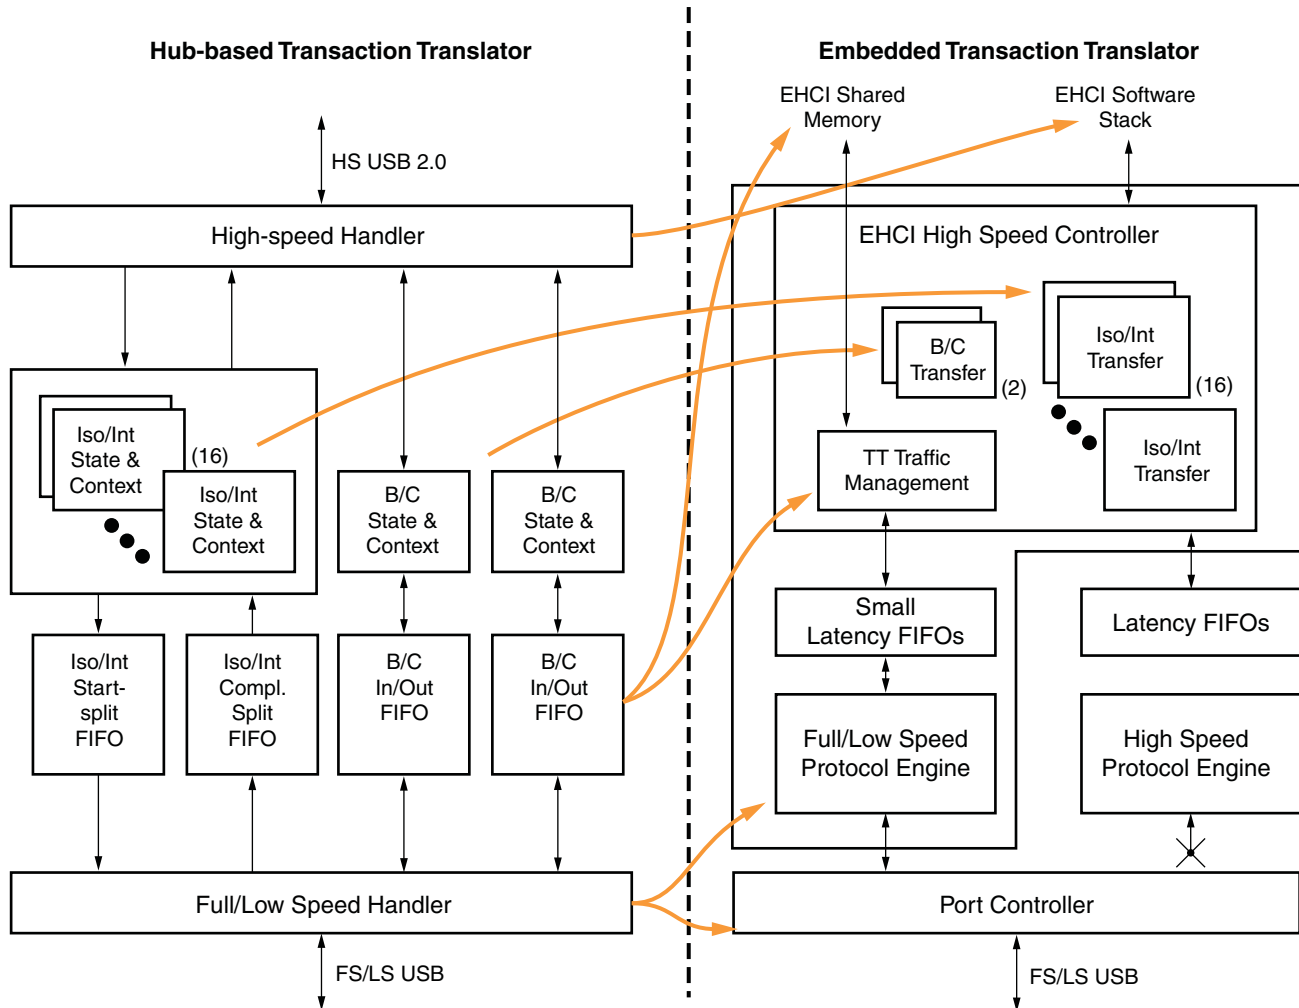 Hub-based Transaction Translator
Embedded Transaction Translator
HS USB 2.0
High-speed Handler
Iso/Int
State &
Context
(16)
Iso/Int
State &
Context
B/C
State &
Context
B/C
State &
Context
Iso/Int
Start-
split
FIFO
Iso/Int
Compl.
Split
FIFO
B/C
In/Out
FIFO
B/C
In/Out
FIFO
Full/Low Speed Handler
FS/LS USB
EHCI Shared
Memory
EHCI Software
Stack
EHCI High Speed Controller
B/C
Transfer
(2)
Iso/Int
Transfer
(16)
Iso/Int
Transfer
TT Traffic
Management
Small
Latency FIFOs
Latency FIFOs
Full/Low Speed
Protocol Engine
High Speed
Protocol Engine
Port Controller
FS/LS USB